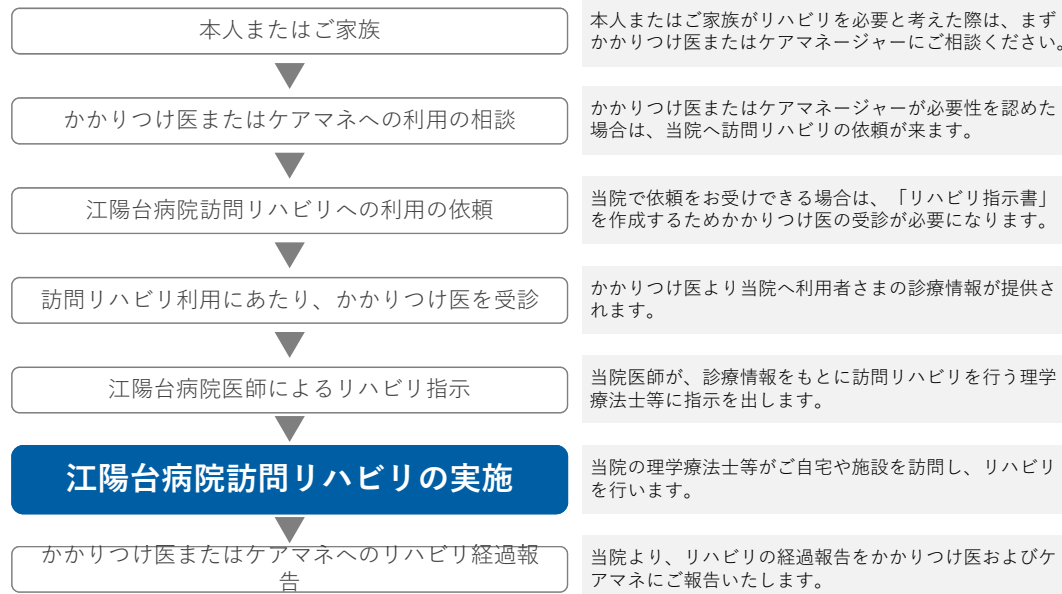 本人またはご家族
本人またはご家族がリハビリを必要と考えた際は、まず
かかりつけ医またはケアマネージャーにご相談ください。
かかりつけ医またはケアマネへの利用の相談
かかりつけ医またはケアマネージャーが必要性を認めた
場合は、当院へ訪問リハビリの依頼が来ます。
江陽台病院訪問リハビリへの利用の依頼
当院で依頼をお受けできる場合は、「リハビリ指示書」
を作成するためかかりつけ医の受診が必要になります。
訪問リハビリ利用にあたり、かかりつけ医を受診
かかりつけ医より当院へ利用者さまの診療情報が提供さ
れます。
江陽台病院医師によるリハビリ指示
当院医師が、診療情報をもとに訪問リハビリを行う理学
療法士等に指示を出します。
江陽台病院訪問リハビリの実施
当院の理学療法士等がご自宅や施設を訪問し、リハビリ
を行います。
かかりつけ医またはケアマネへのリハビリ経過報
告
当院より、リハビリの経過報告をかかりつけ医およびケ
アマネにご報告いたします。